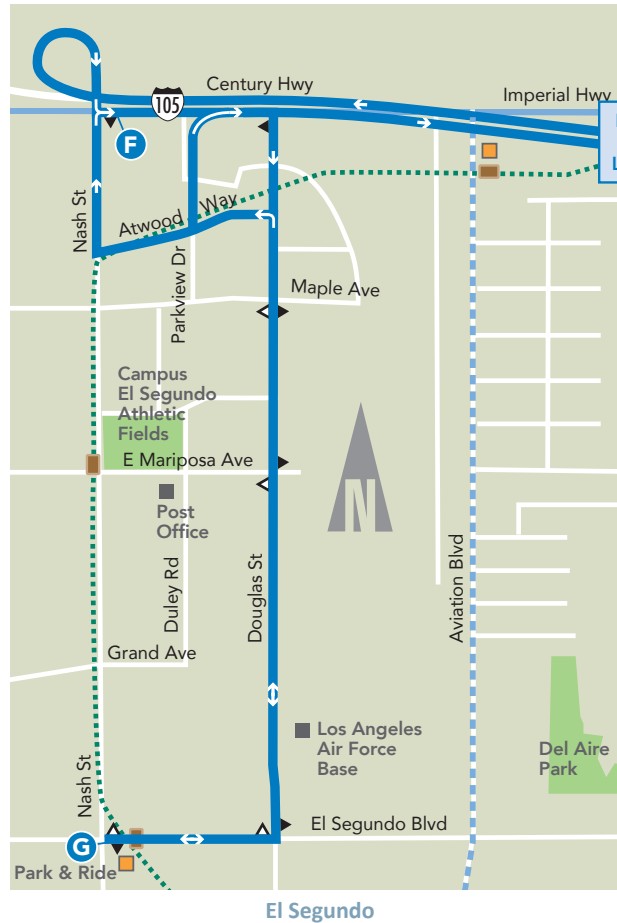 Century Hwy
105
Imperial Hwy
F
L
Nash St
Atwood Way
Parkview Dr
Maple Ave
Campus
El Segundo
Athletic
Fields
E Mariposa Ave
N
Post
Office
Duley Rd
Douglas St
Aviation Blvd
Grand Ave
Los Angeles
Air Force
Base
Del Aire
Park
Nash St
El Segundo Blvd
G
Park & Ride
El Segundo